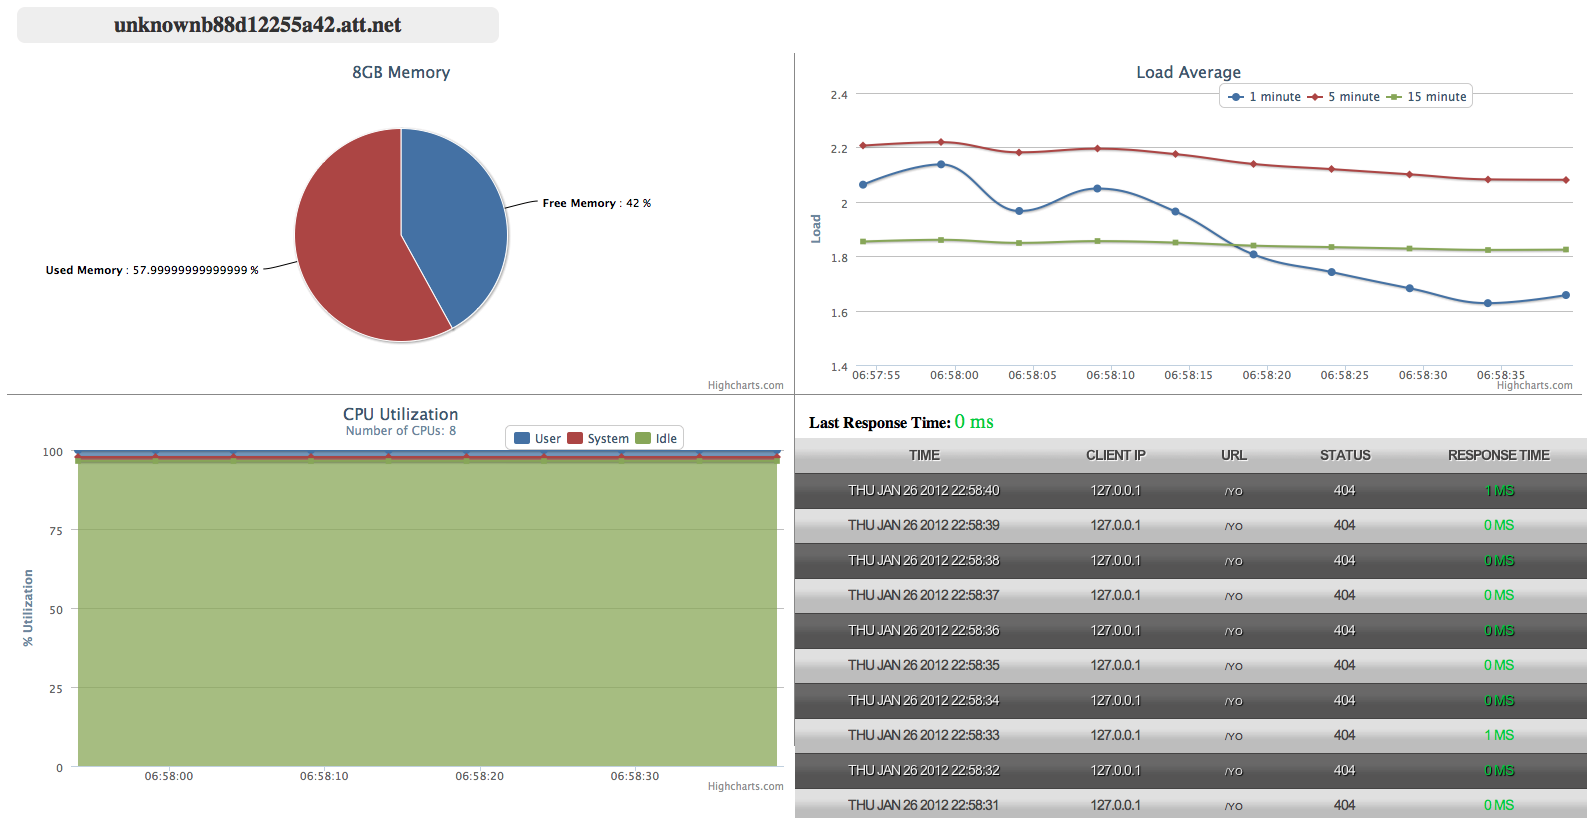 unknownb88d12255a42.att.net
8GB Memory
Free Memory : 42 %
Used Memory : 57.99999999999999 %
Highcharts.com
Load Average
1 minute 5 minute 15 minute
2.4
2.2
2
1.8
1.6
1.4
Load
06:57:55 06:58:00 06:58:05 06:58:10 06:58:15 06:58:20 06:58:25 06:58:30 06:58:35
Highcharts.com
CPU Utilization
Number of CPUs: 8
User System Idle
100
75
50
25
0
% Utilization
06:58:00 06:58:10 06:58:20 06:58:30
Highcharts.com
Last Response Time: 0 ms
TIME CLIENT IP URL STATUS RESPONSE TIME
THU JAN 26 2012 22:58:40 127.0.0.1 /YO 404 1 MS
THU JAN 26 2012 22:58:39 127.0.0.1 /YO 404 0 MS
THU JAN 26 2012 22:58:38 127.0.0.1 /YO 404 0 MS
THU JAN 26 2012 22:58:37 127.0.0.1 /YO 404 0 MS
THU JAN 26 2012 22:58:36 127.0.0.1 /YO 404 0 MS
THU JAN 26 2012 22:58:35 127.0.0.1 /YO 404 0 MS
THU JAN 26 2012 22:58:34 127.0.0.1 /YO 404 0 MS
THU JAN 26 2012 22:58:33 127.0.0.1 /YO 404 1 MS
THU JAN 26 2012 22:58:32 127.0.0.1 /YO 404 0 MS
THU JAN 26 2012 22:58:31 127.0.0.1 /YO 404 0 MS